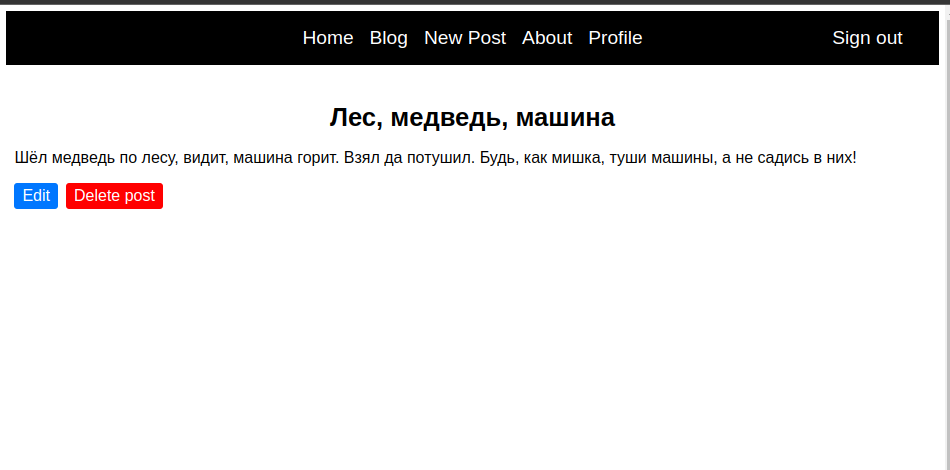 Home Blog New Post About Profile Sign out
Лес, медведь, машина
Шёл медведь по лесу, видит, машина горит. Взял да потушил. Будь, как мишка, туши машины, а не садись в них!
Edit Delete post